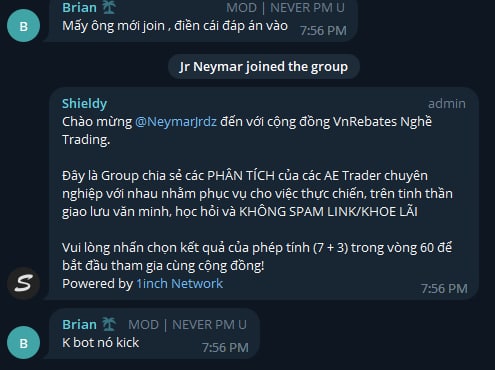 Brian 🌴 MOD | NEVER PM U
B
Mấy ông mới join , điền cái đáp án vào 7:56 PM
Jr Neymar joined the group
Shieldy admin
Chào mừng @NeymarJrdz đến với cộng đồng VnRebates Nghề
Trading.
Đây là Group chia sẻ các PHÂN TÍCH của các AE Trader chuyên
nghiệp với nhau nhằm phục vụ cho việc thực chiến, trên tinh thần
giao lưu văn minh, học hỏi và KHÔNG SPAM LINK/KHOE LÃI
Vui lòng nhấn chọn kết quả của phép tính (7 + 3) trong vòng 60 để
bắt đầu tham gia cùng cộng đồng!
Powered by 1inch Network
S
7:56 PM
Brian 🌴 MOD | NEVER PM U
B
K bot nó kick 7:56 PM